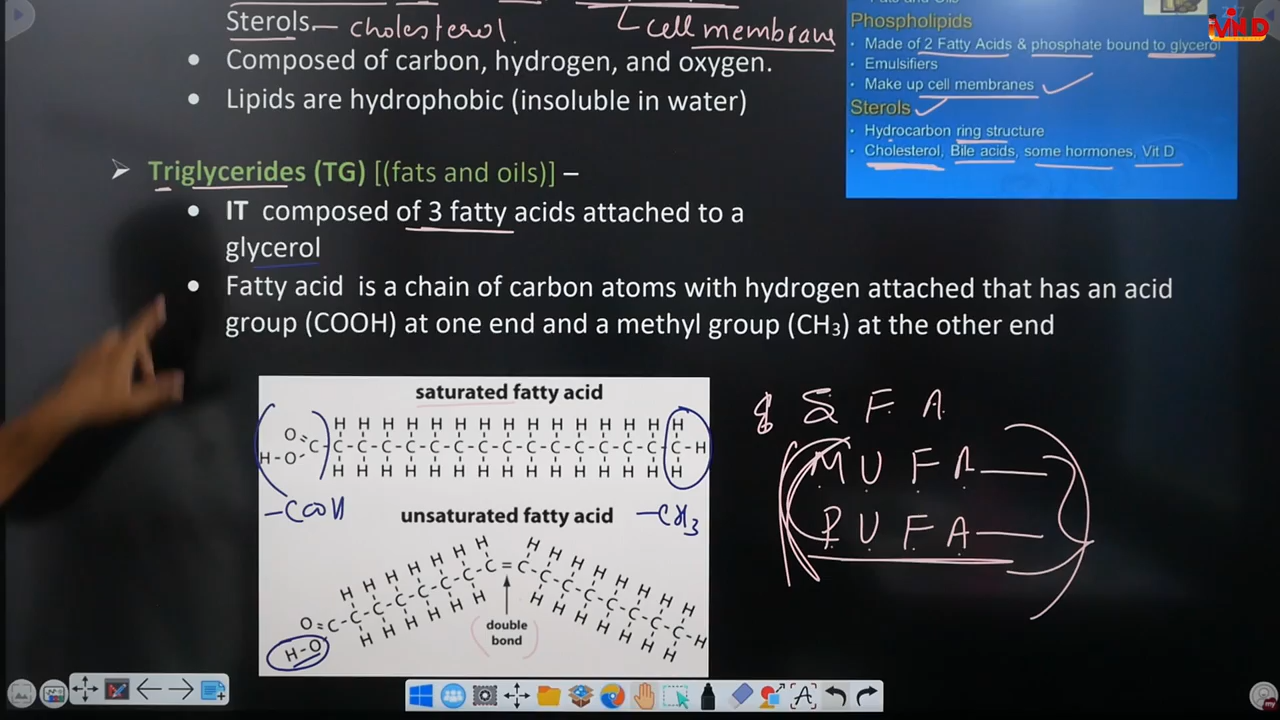 Sterols — cholesterol.
cell membrane
• Composed of carbon, hydrogen, and oxygen.
• Lipids are hydrophobic (insoluble in water)
Phospholipids
• Made of 2 Fatty Acids & phosphate bound to glycerol
• Emulsifiers
• Make up cell membranes
Sterols
• Hydrocarbon ring structure
• Cholesterol, Bile acids, some hormones, Vit D
VHD
➢ Triglycerides (TG) [(fats and oils)] –
• IT composed of 3 fatty acids attached to a
glycerol
• Fatty acid is a chain of carbon atoms with hydrogen attached that has an acid
group (COOH) at one end and a methyl group (CH₃) at the other end
saturated fatty acid
H H H H H H H H H H H H H H H
O=C-C-C-C-C-C-C-C-C-C-C-C-C-C-C-C-H
H-O
H H H H H H H H H H H H H H H
-COOH
-CH₃
unsaturated fatty acid
O=C-C-C-C-C-C-C-C=C-C-C-C-C-C-C-C-H
H-O
double
bond
S F A
M U F A
P U F A